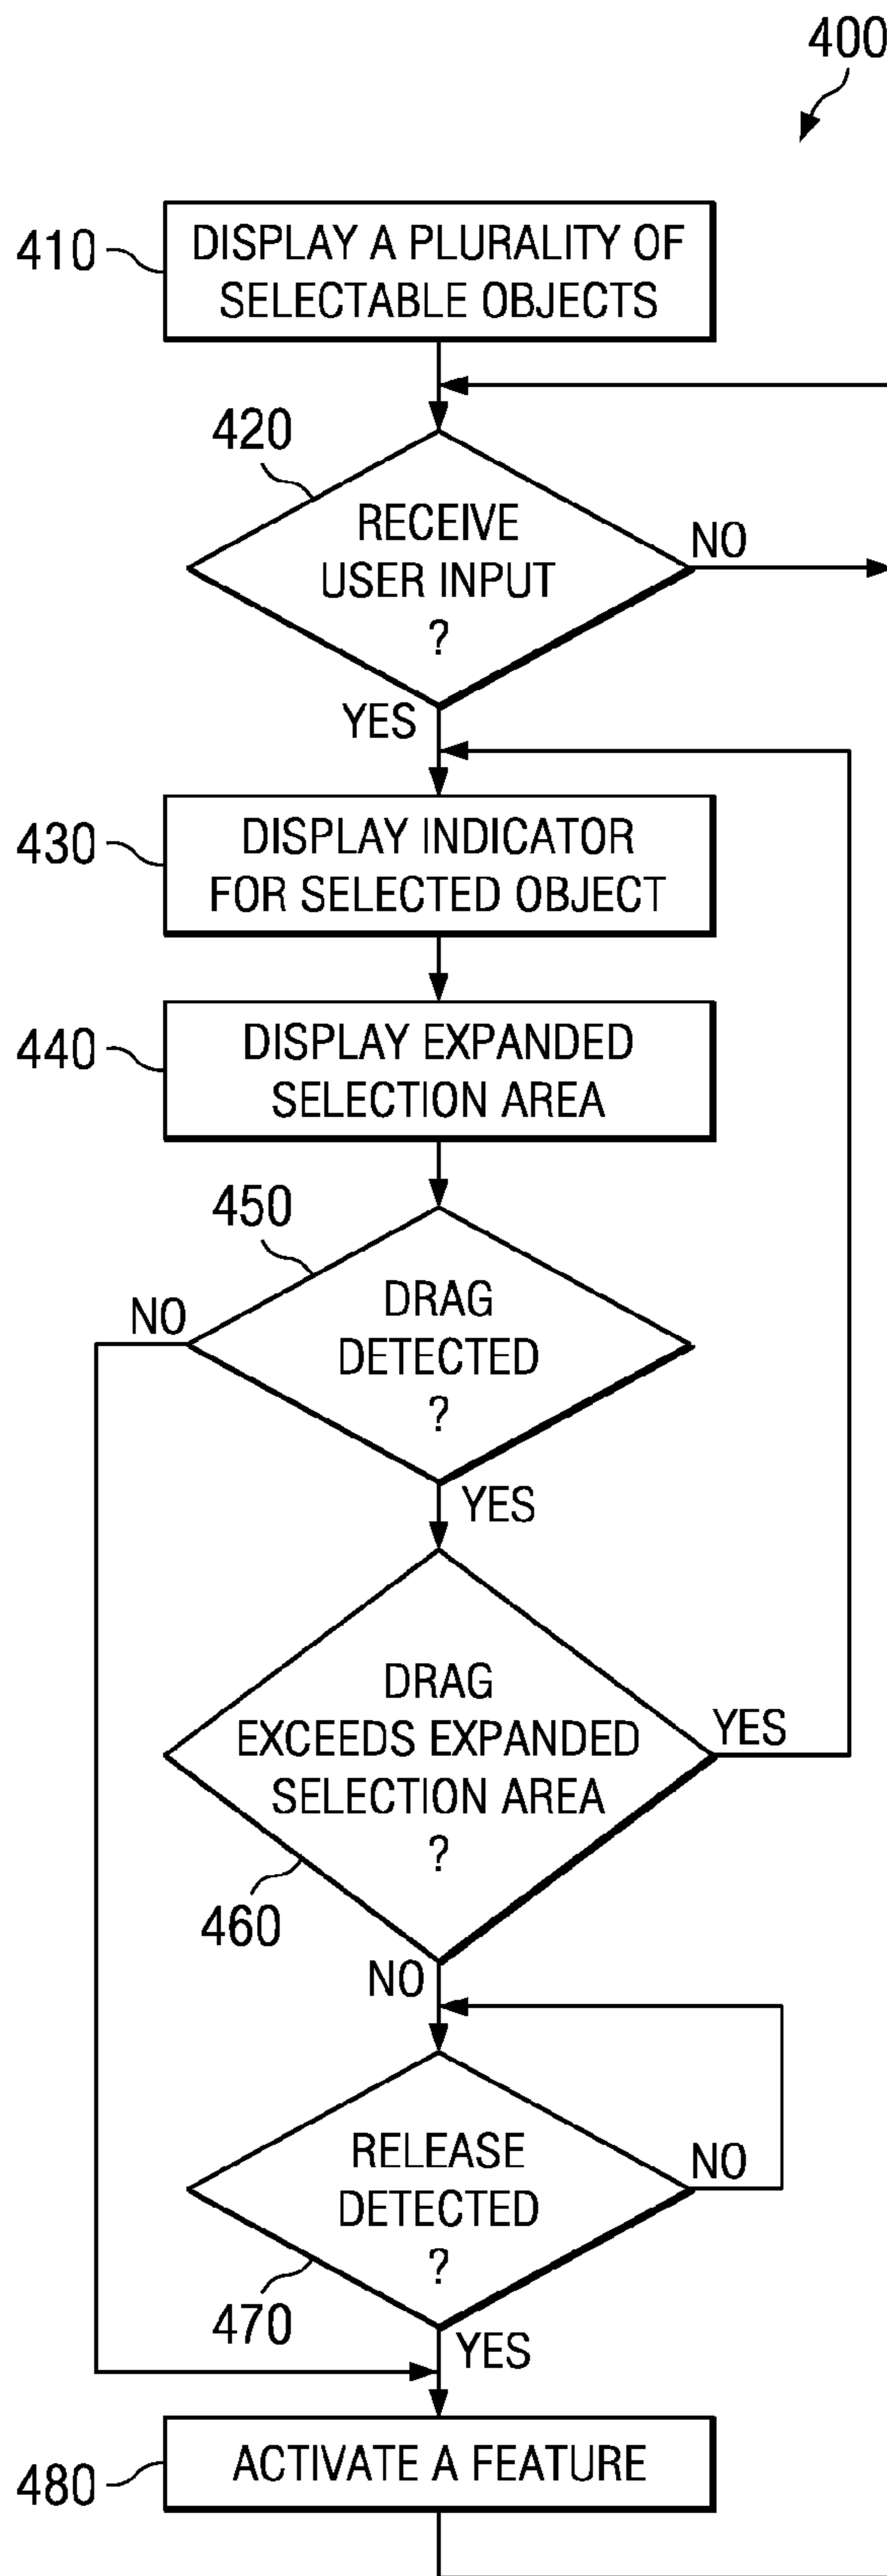 400
410
DISPLAY A PLURALITY OF
SELECTABLE OBJECTS
420
RECEIVE
USER INPUT
?
NO
YES
430
DISPLAY INDICATOR
FOR SELECTED OBJECT
440
DISPLAY EXPANDED
SELECTION AREA
450
NO
DRAG
DETECTED
?
YES
DRAG
EXCEEDS EXPANDED
SELECTION AREA
?
YES
460
NO
RELEASE
DETECTED
?
NO
470
YES
480
ACTIVATE A FEATURE